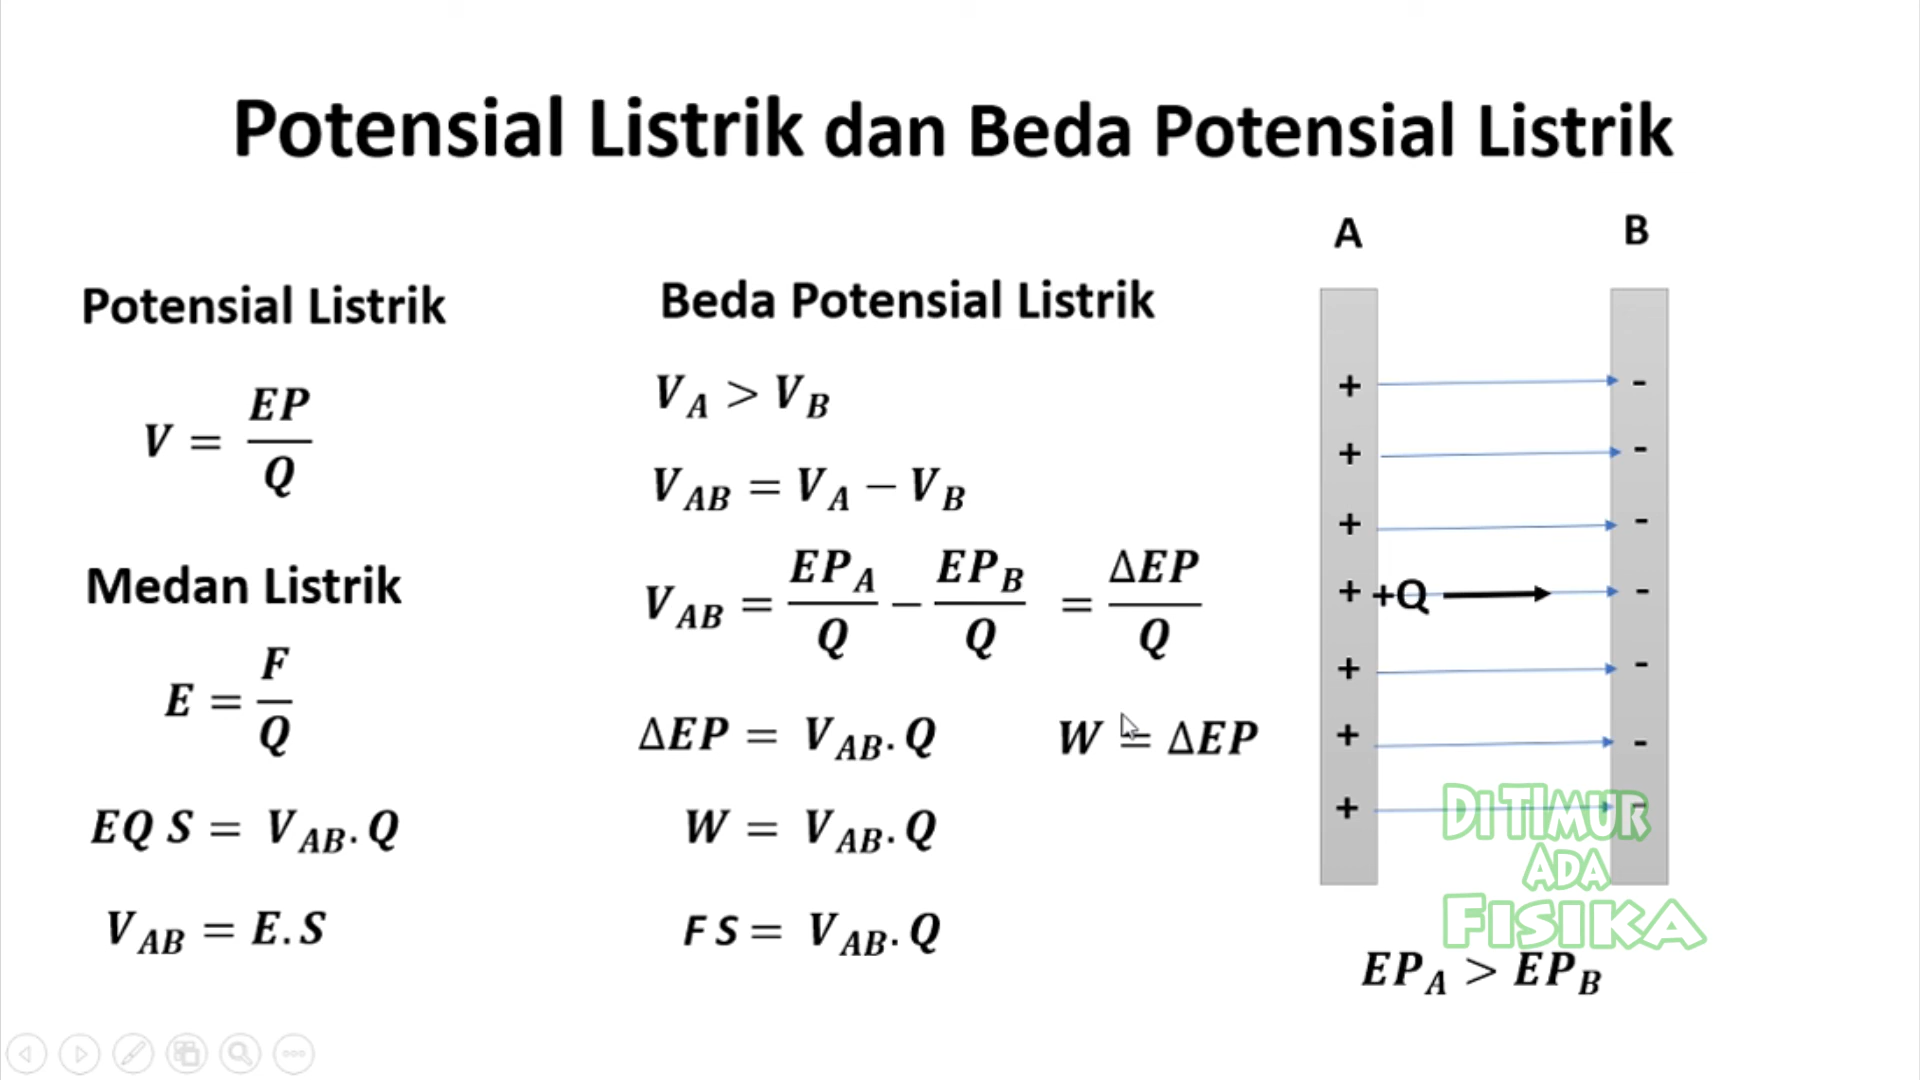 Potensial Listrik dan Beda Potensial Listrik
Potensial Listrik
V = EP/Q
Medan Listrik
E = F/Q
EQ S = V_AB . Q
V_AB = E . S
Beda Potensial Listrik
V_A > V_B
V_AB = V_A − V_B
V_AB = EP_A/Q − EP_B/Q = ΔEP/Q
ΔEP = V_AB . Q W = ΔEP
W = V_AB . Q
F S = V_AB . Q
A B
+ -
+ -
+ -
+ +Q -
+ -
+ -
+ -
DI TIMUR
ADA
FISIKA
EP_A > EP_B